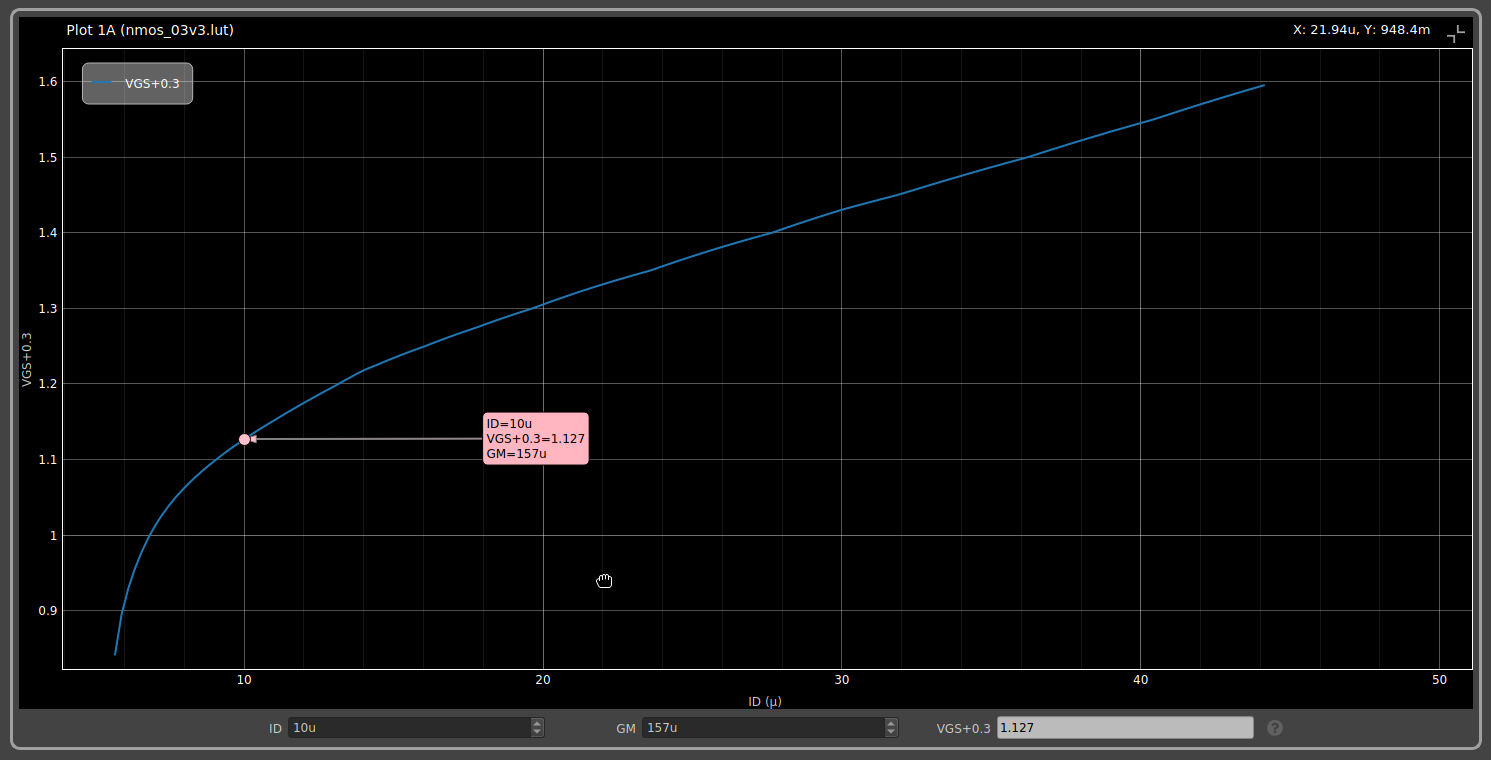 Plot 1A (nmos_03v3.lut)
X: 21.94u, Y: 948.4m
VGS+0.3
1.6
1.5
1.4
1.3
1.2
1.1
1
0.9
VGS+0.3
ID=10u
VGS+0.3=1.127
GM=157u
10 20 30 40 50
ID (μ)
ID 10u GM 157u VGS+0.3 1.127 ?